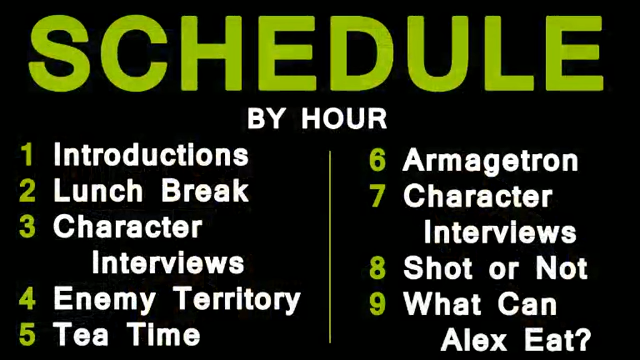 SCHEDULE
BY HOUR
1 Introductions
2 Lunch Break
3 Character
Interviews
4 Enemy Territory
5 Tea Time
6 Armagetron
7 Character
Interviews
8 Shot or Not
9 What Can
Alex Eat?